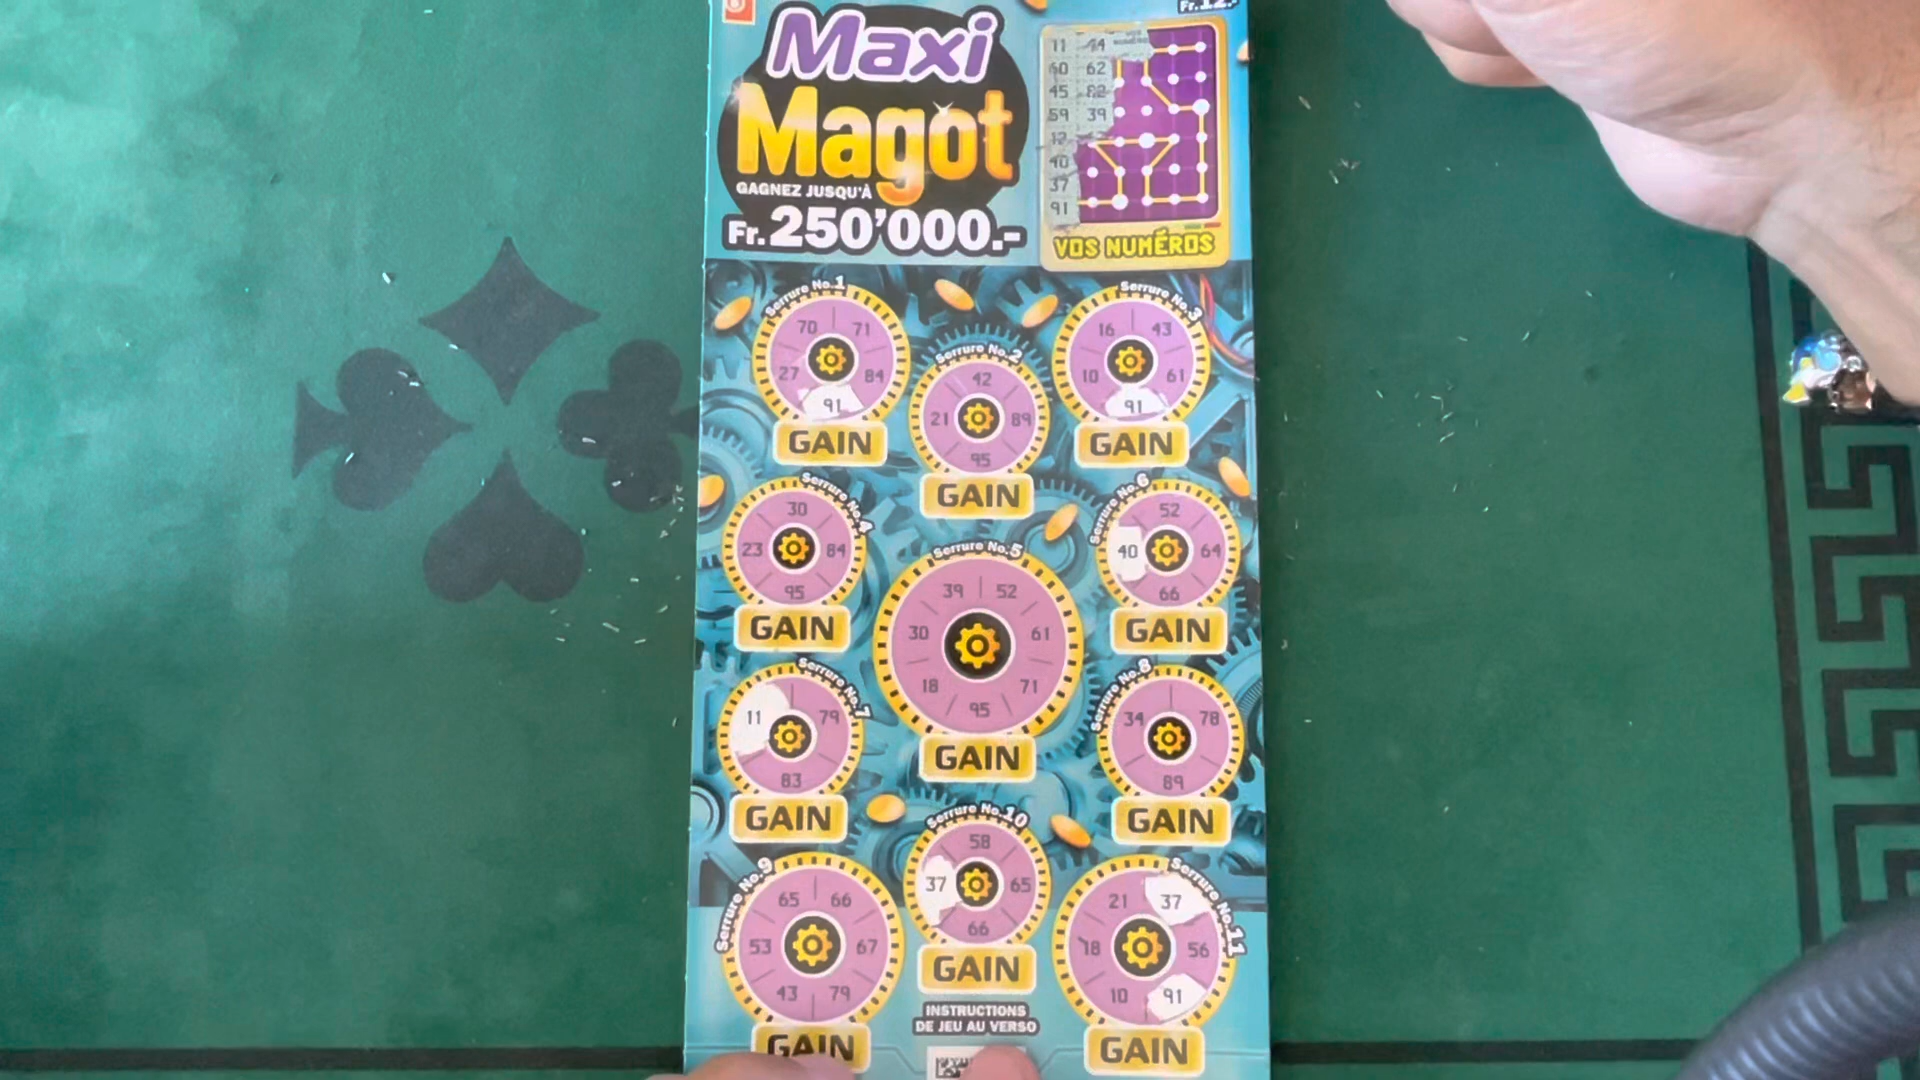 Maxi
Magot
GAGNEZ JUSQU'À
Fr.250'000.-
Fr.12.-
11 44
60 62
45 82
59 39
40
37
91
VOS NUMÉROS
Serrure No.1
70 71
27 84
91
GAIN
Serrure No.2
42
21 89
95
GAIN
Serrure No.3
16 43
10 61
91
GAIN
Serrure No.4
30
23 84
95
GAIN
Serrure No.5
39 52
30 61
18 71
95
GAIN
Serrure No.6
52
40 64
66
GAIN
Serrure No.7
11 79
83
GAIN
Serrure No.8
34 78
89
GAIN
Serrure No.9
65 66
53 67
43 79
GAIN
Serrure No.10
58
37 65
66
GAIN
Serrure No.11
21 37
18 56
10 91
GAIN
INSTRUCTIONS
DE JEU AU VERSO